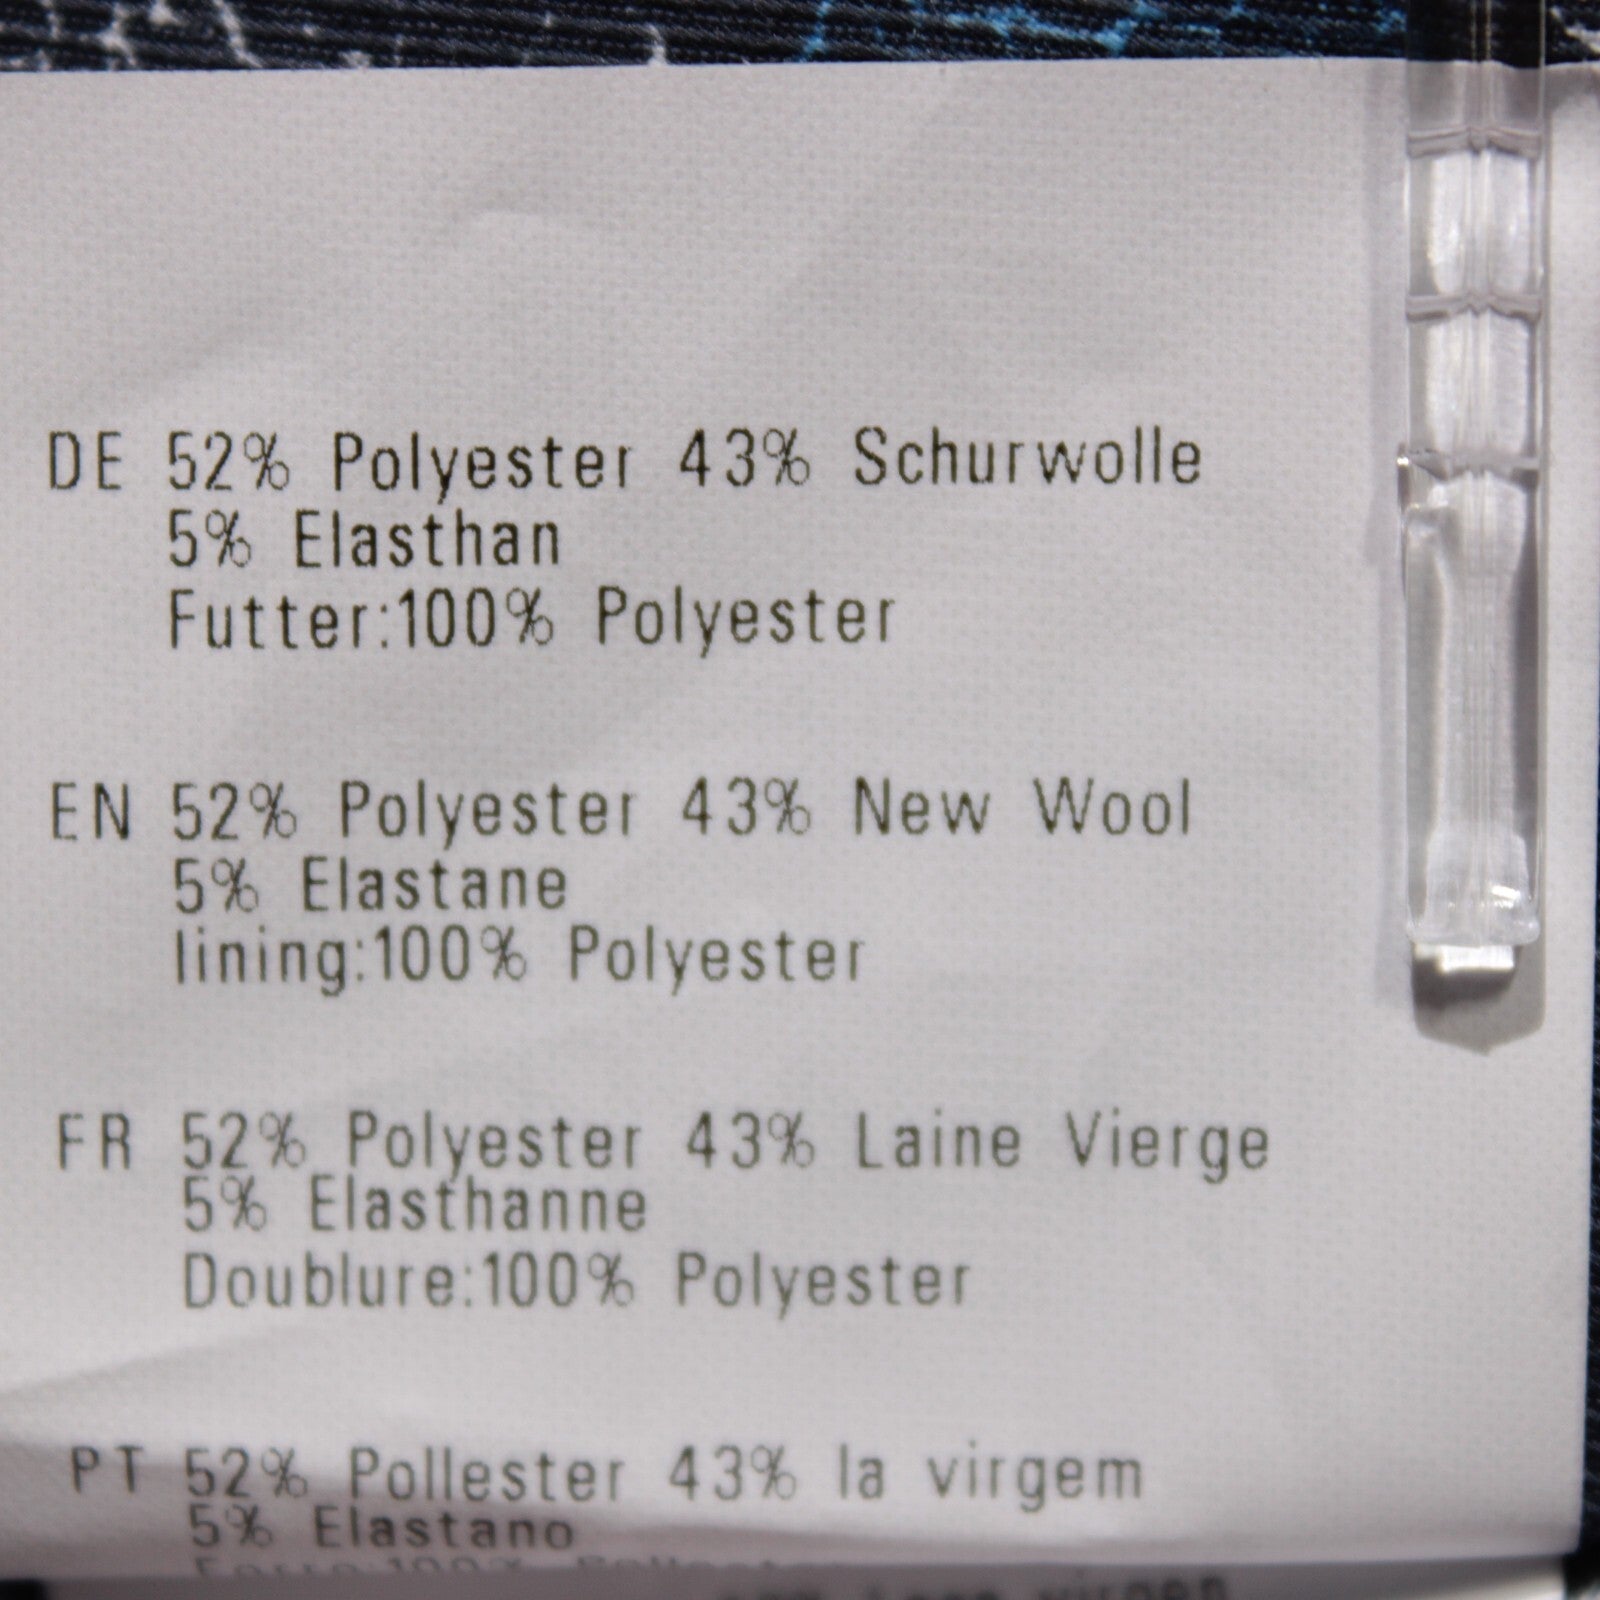 DE 52% Polyester 43% Schurwolle
5% Elasthan
Futter:100% Polyester
EN 52% Polyester 43% New Wool
5% Elastane
lining:100% Polyester
FR 52% Polyester 43% Laine Vierge
5% Elasthanne
Doublure:100% Polyester
PT 52% Pollester 43% la virgem
5% Elastano